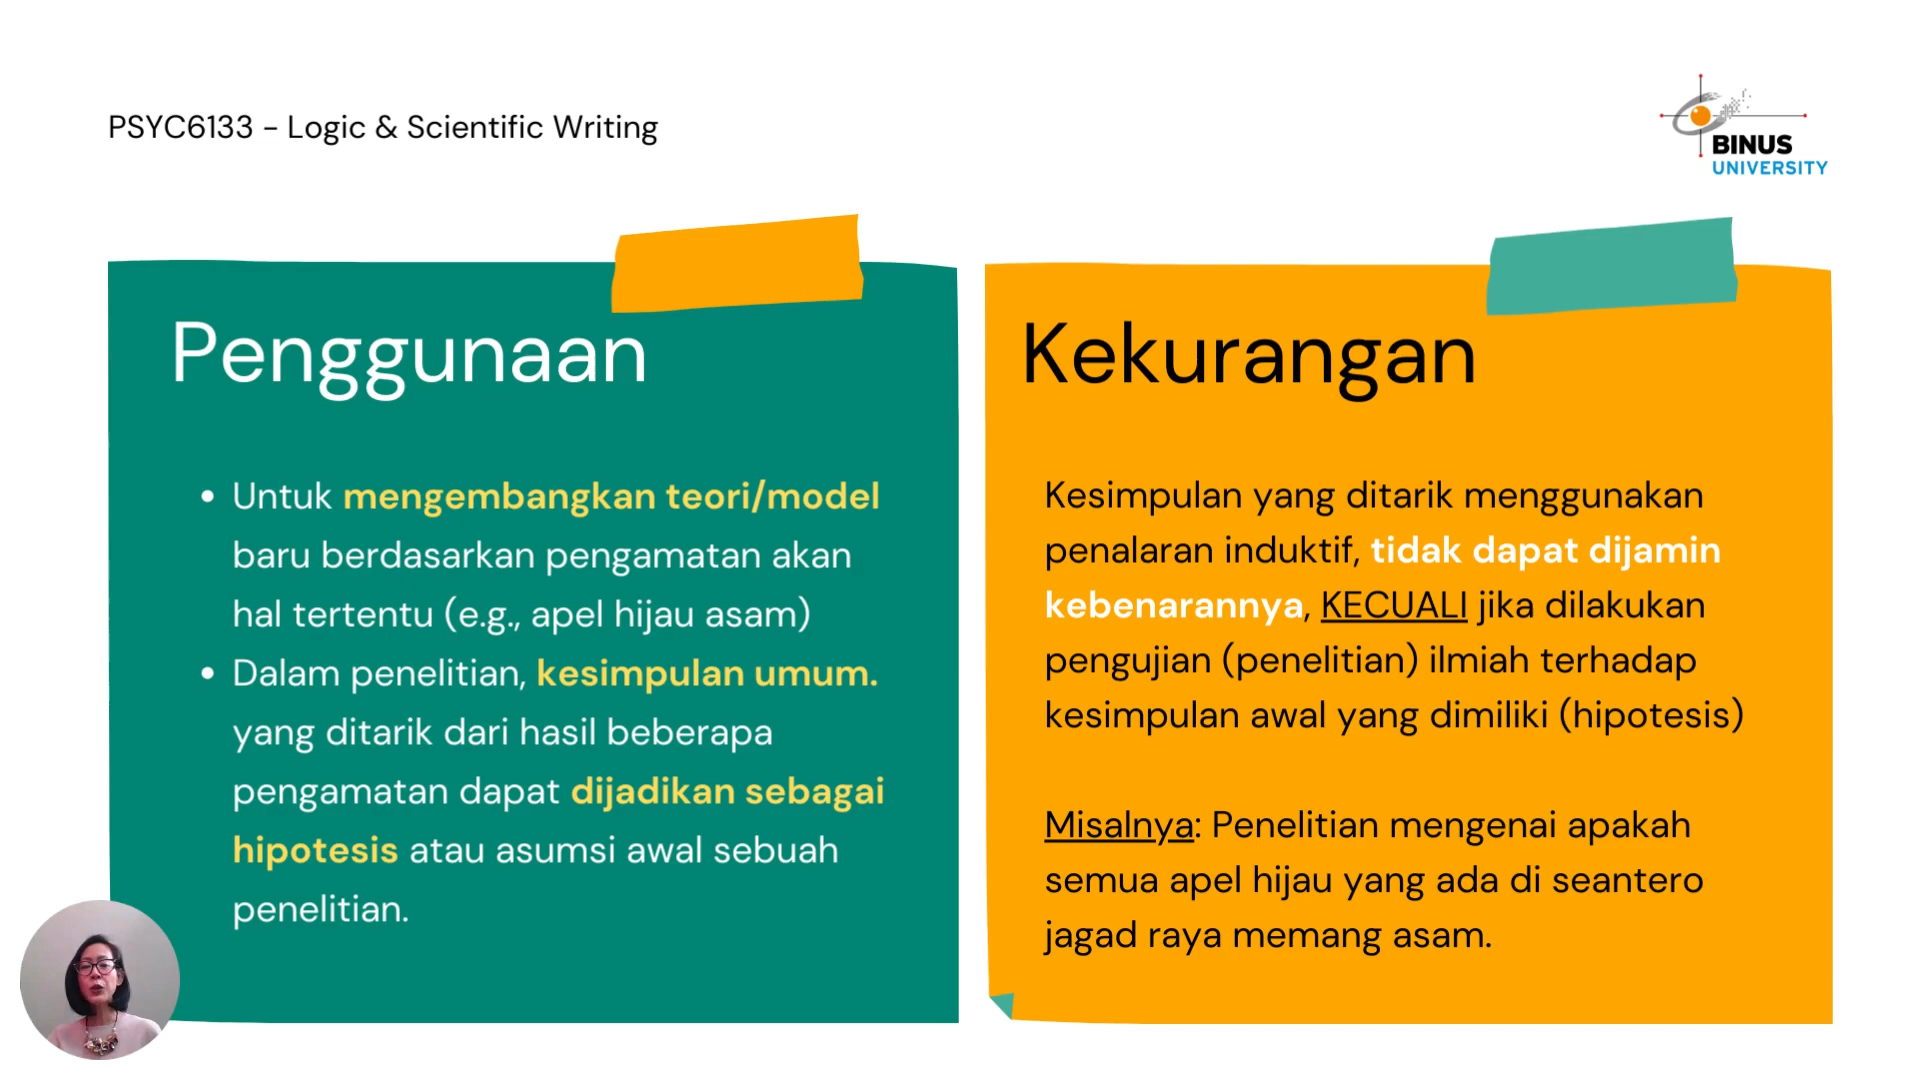 PSYC6133 - Logic & Scientific Writing
BINUS
UNIVERSITY
Penggunaan
• Untuk mengembangkan teori/model
baru berdasarkan pengamatan akan
hal tertentu (e.g., apel hijau asam)
• Dalam penelitian, kesimpulan umum.
yang ditarik dari hasil beberapa
pengamatan dapat dijadikan sebagai
hipotesis atau asumsi awal sebuah
penelitian.
Kekurangan
Kesimpulan yang ditarik menggunakan
penalaran induktif, tidak dapat dijamin
kebenarannya, KECUALI jika dilakukan
pengujian (penelitian) ilmiah terhadap
kesimpulan awal yang dimiliki (hipotesis)
Misalnya: Penelitian mengenai apakah
semua apel hijau yang ada di seantero
jagad raya memang asam.